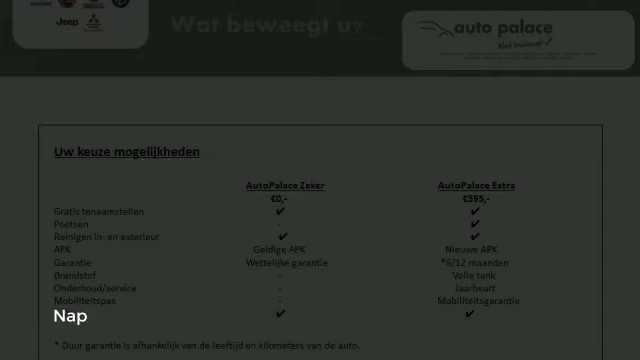 Jeep
Wat beweegt u?
auto palace
Wat beweegt u?
Uw keuze mogelijkheden
AutoPalace Zeker AutoPalace Extra
€0,- €595,-
Gratis tenaamstellen ✔ ✔
Poetsen - ✔
Reinigen in- en exterieur ✔ ✔
APK Geldige APK Nieuwe APK
Garantie Wettelijke garantie *6/12 maanden
Brandstof - Volle tank
Onderhoud/service - Jaarbeurt
Mobiliteitspas - Mobiliteitsgarantie
Nap ✔ ✔
* Duur garantie is afhankelijk van de leeftijd en kilometers van de auto.